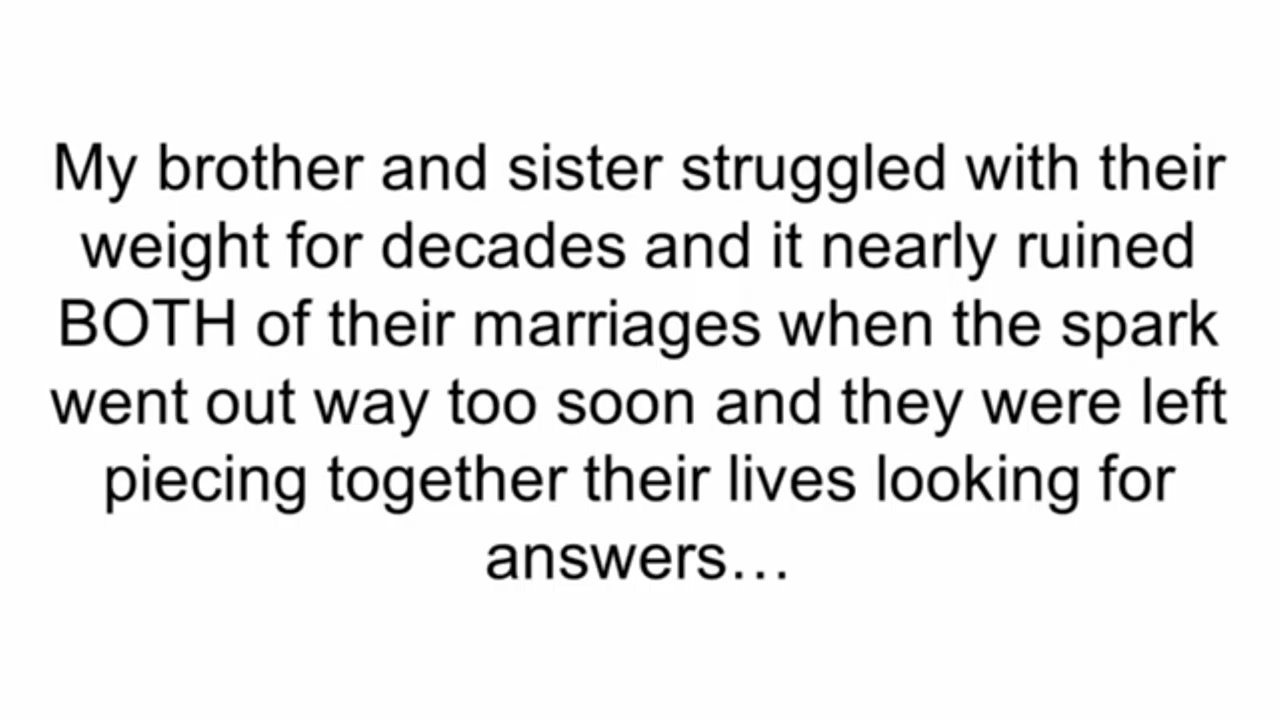 My brother and sister struggled with their
weight for decades and it nearly ruined
BOTH of their marriages when the spark
went out way too soon and they were left
piecing together their lives looking for
answers…